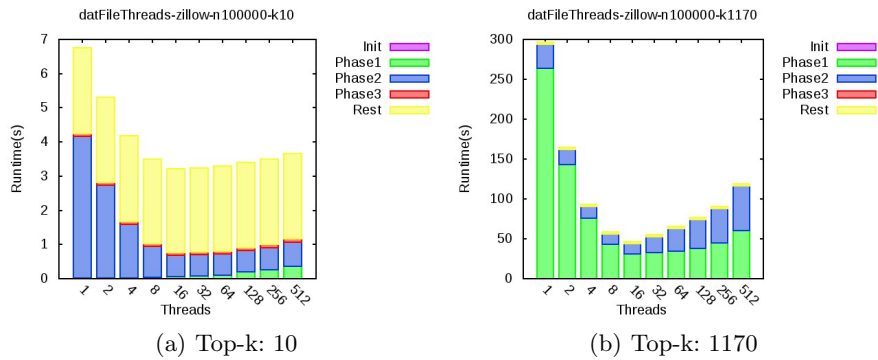 datFileThreads-zillow-n100000-k10
7
6
5
4
3
2
1
0
Runtime(s)
1 2 4 8 16 32 64 128 256 512
Threads
Init
Phase1
Phase2
Phase3
Rest
(a) Top-k: 10
datFileThreads-zillow-n100000-k1170
300
250
200
150
100
50
0
Runtime(s)
1 2 4 8 16 32 64 128 256 512
Threads
Init
Phase1
Phase2
Phase3
Rest
(b) Top-k: 1170